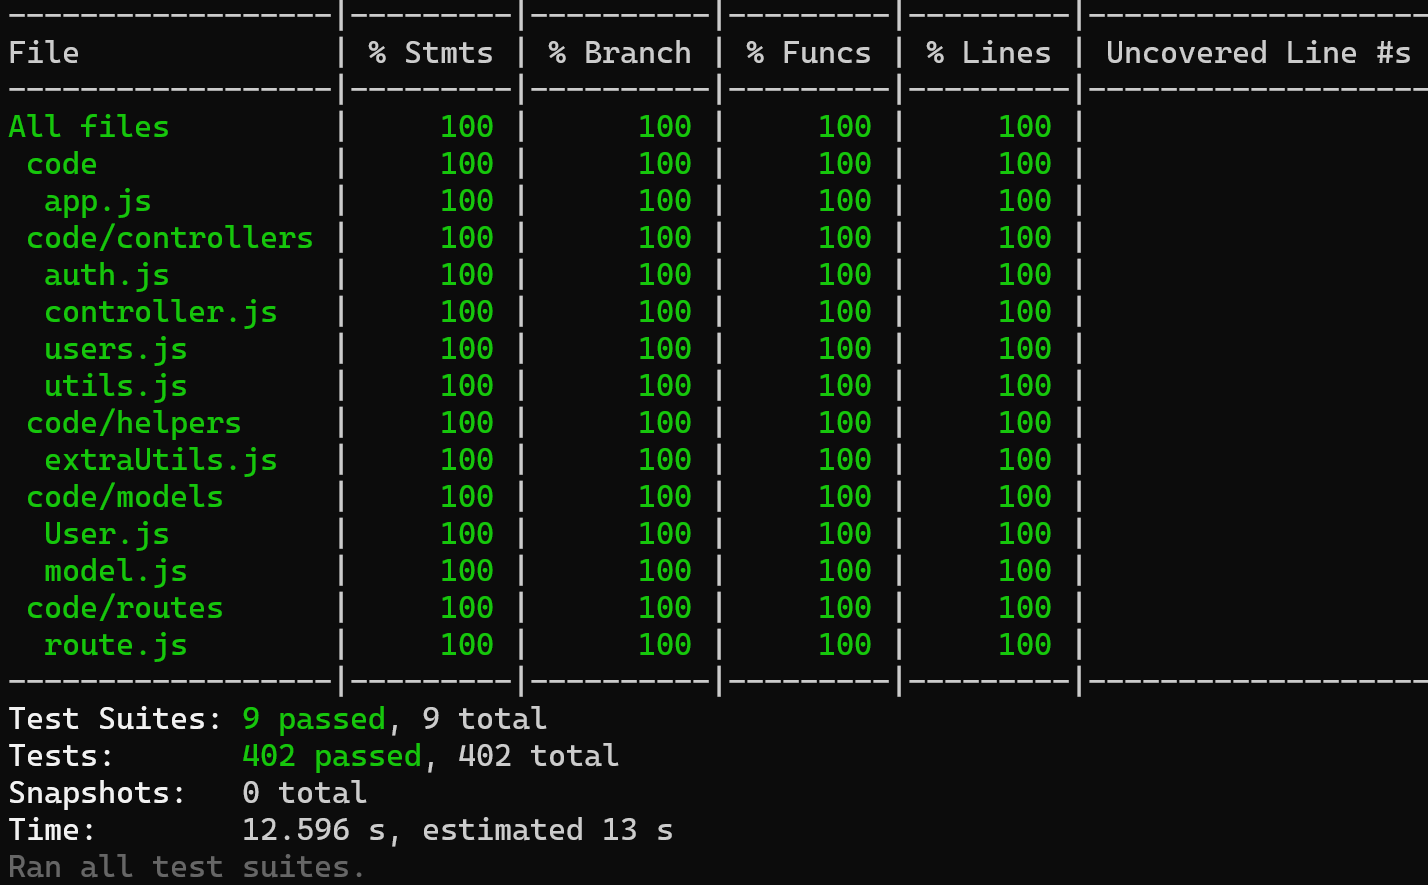 -------------------|---------|----------|---------|---------|-------------------
File              | % Stmts | % Branch | % Funcs | % Lines | Uncovered Line #s
-------------------|---------|----------|---------|---------|-------------------
All files         |     100 |      100 |     100 |     100 |
 code             |     100 |      100 |     100 |     100 |
  app.js          |     100 |      100 |     100 |     100 |
 code/controllers |     100 |      100 |     100 |     100 |
  auth.js         |     100 |      100 |     100 |     100 |
  controller.js   |     100 |      100 |     100 |     100 |
  users.js        |     100 |      100 |     100 |     100 |
  utils.js        |     100 |      100 |     100 |     100 |
 code/helpers     |     100 |      100 |     100 |     100 |
  extraUtils.js   |     100 |      100 |     100 |     100 |
 code/models      |     100 |      100 |     100 |     100 |
  User.js         |     100 |      100 |     100 |     100 |
  model.js        |     100 |      100 |     100 |     100 |
 code/routes      |     100 |      100 |     100 |     100 |
  route.js        |     100 |      100 |     100 |     100 |
-------------------|---------|----------|---------|---------|-------------------
Test Suites: 9 passed, 9 total
Tests:       402 passed, 402 total
Snapshots:   0 total
Time:        12.596 s, estimated 13 s
Ran all test suites.